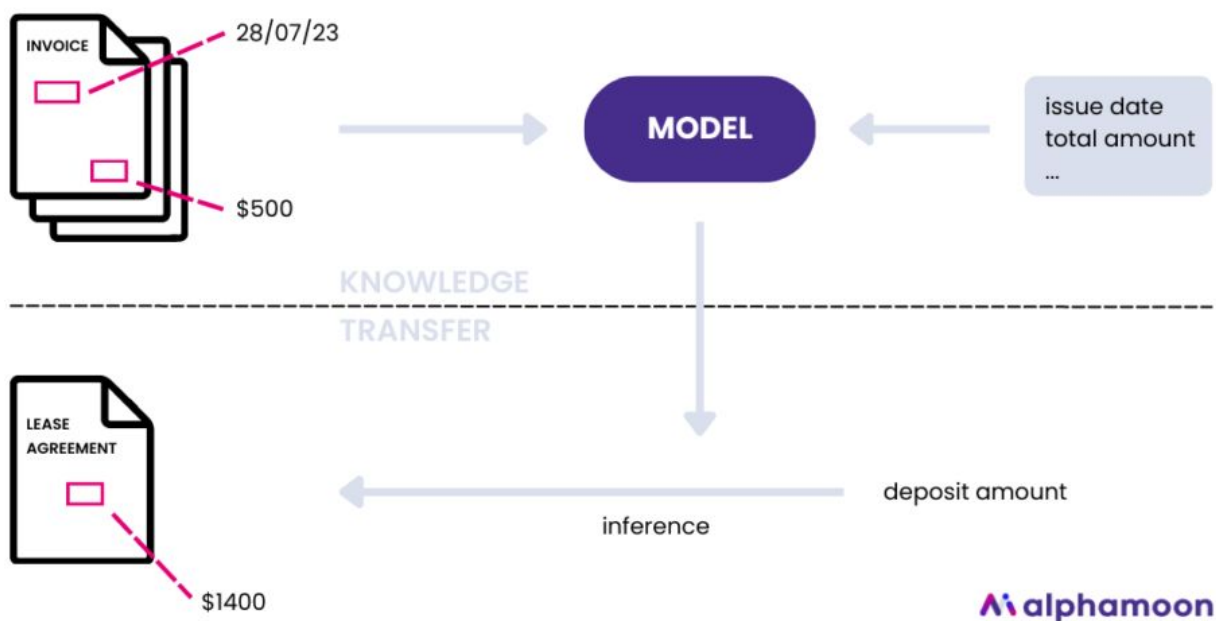 INVOICE
28/07/23
$500
MODEL
issue date
total amount
...
KNOWLEDGE
TRANSFER
LEASE
AGREEMENT
$1400
deposit amount
inference
alphamoon